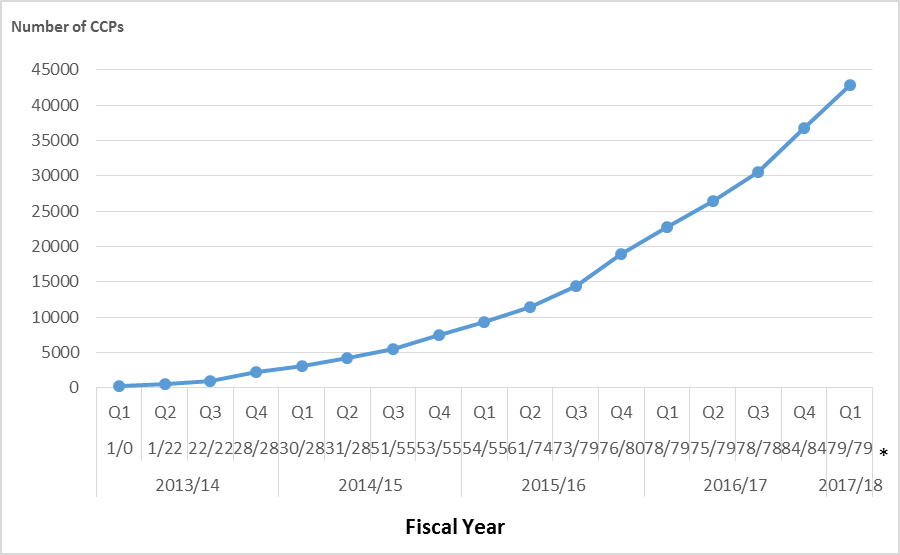 Number of CCPs
45000
40000
35000
30000
25000
20000
15000
10000
5000
0
Q1 Q2 Q3 Q4 Q1 Q2 Q3 Q4 Q1 Q2 Q3 Q4 Q1 Q2 Q3 Q4 Q1
1/0 1/22 22/22 28/28 30/28 31/28 51/55 53/55 54/55 61/74 73/79 76/80 78/79 75/79 78/78 84/84 79/79 *
2013/14 2014/15 2015/16 2016/17 2017/18
Fiscal Year